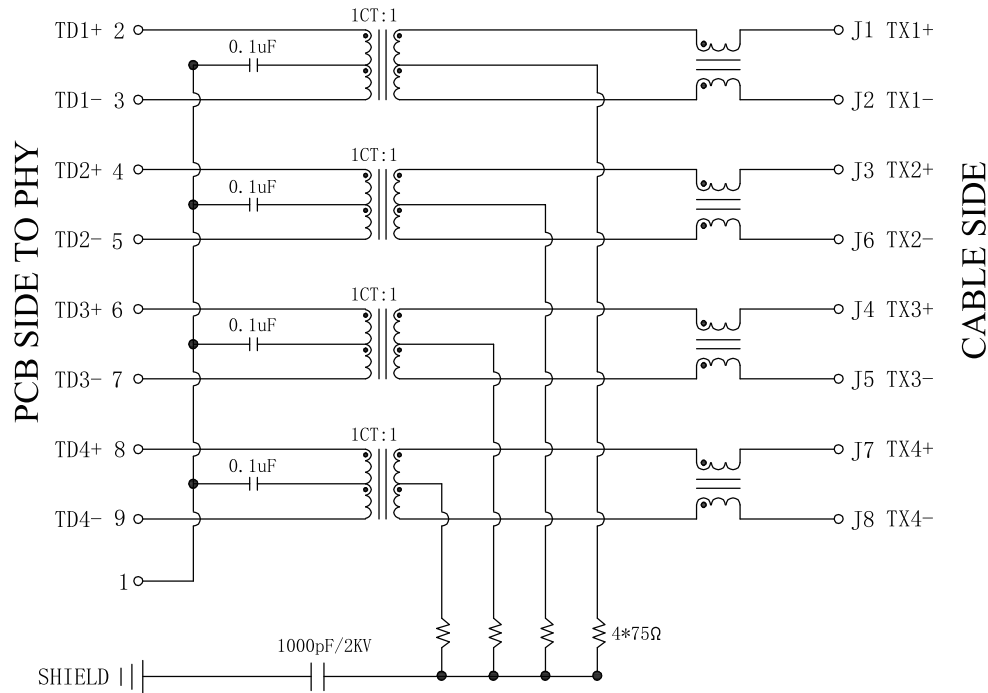 1CT:1
TD1+ 2
J1 TX1+
0.1uF
TD1- 3
J2 TX1-
1CT:1
TD2+ 4
J3 TX2+
0.1uF
TD2- 5
J6 TX2-
PCB SIDE TO PHY
CABLE SIDE
1CT:1
TD3+ 6
J4 TX3+
0.1uF
TD3- 7
J5 TX3-
1CT:1
TD4+ 8
J7 TX4+
0.1uF
TD4- 9
J8 TX4-
1
4*75Ω
1000pF/2KV
SHIELD